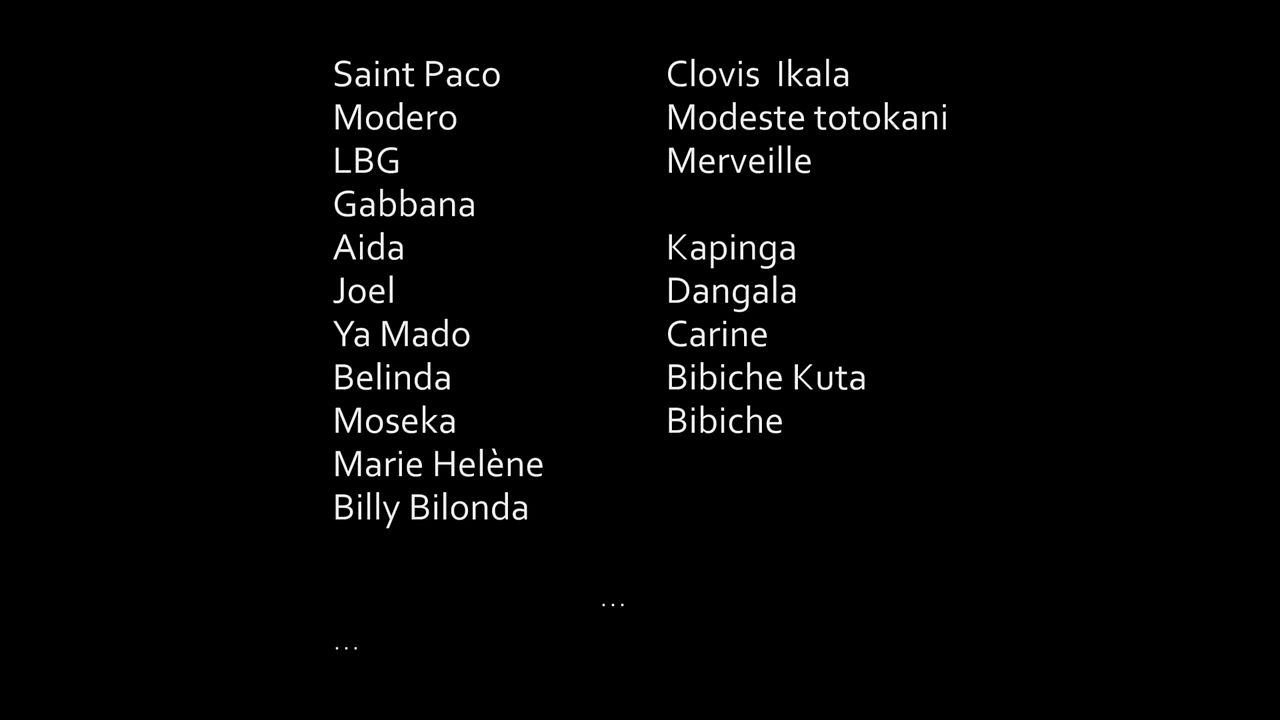 Saint Paco Clovis  Ikala
Modero Modeste totokani
LBG Merveille
Gabbana
Aida Kapinga
Joel Dangala
Ya Mado Carine
Belinda Bibiche Kuta
Moseka Bibiche
Marie Helène
Billy Bilonda
...
...